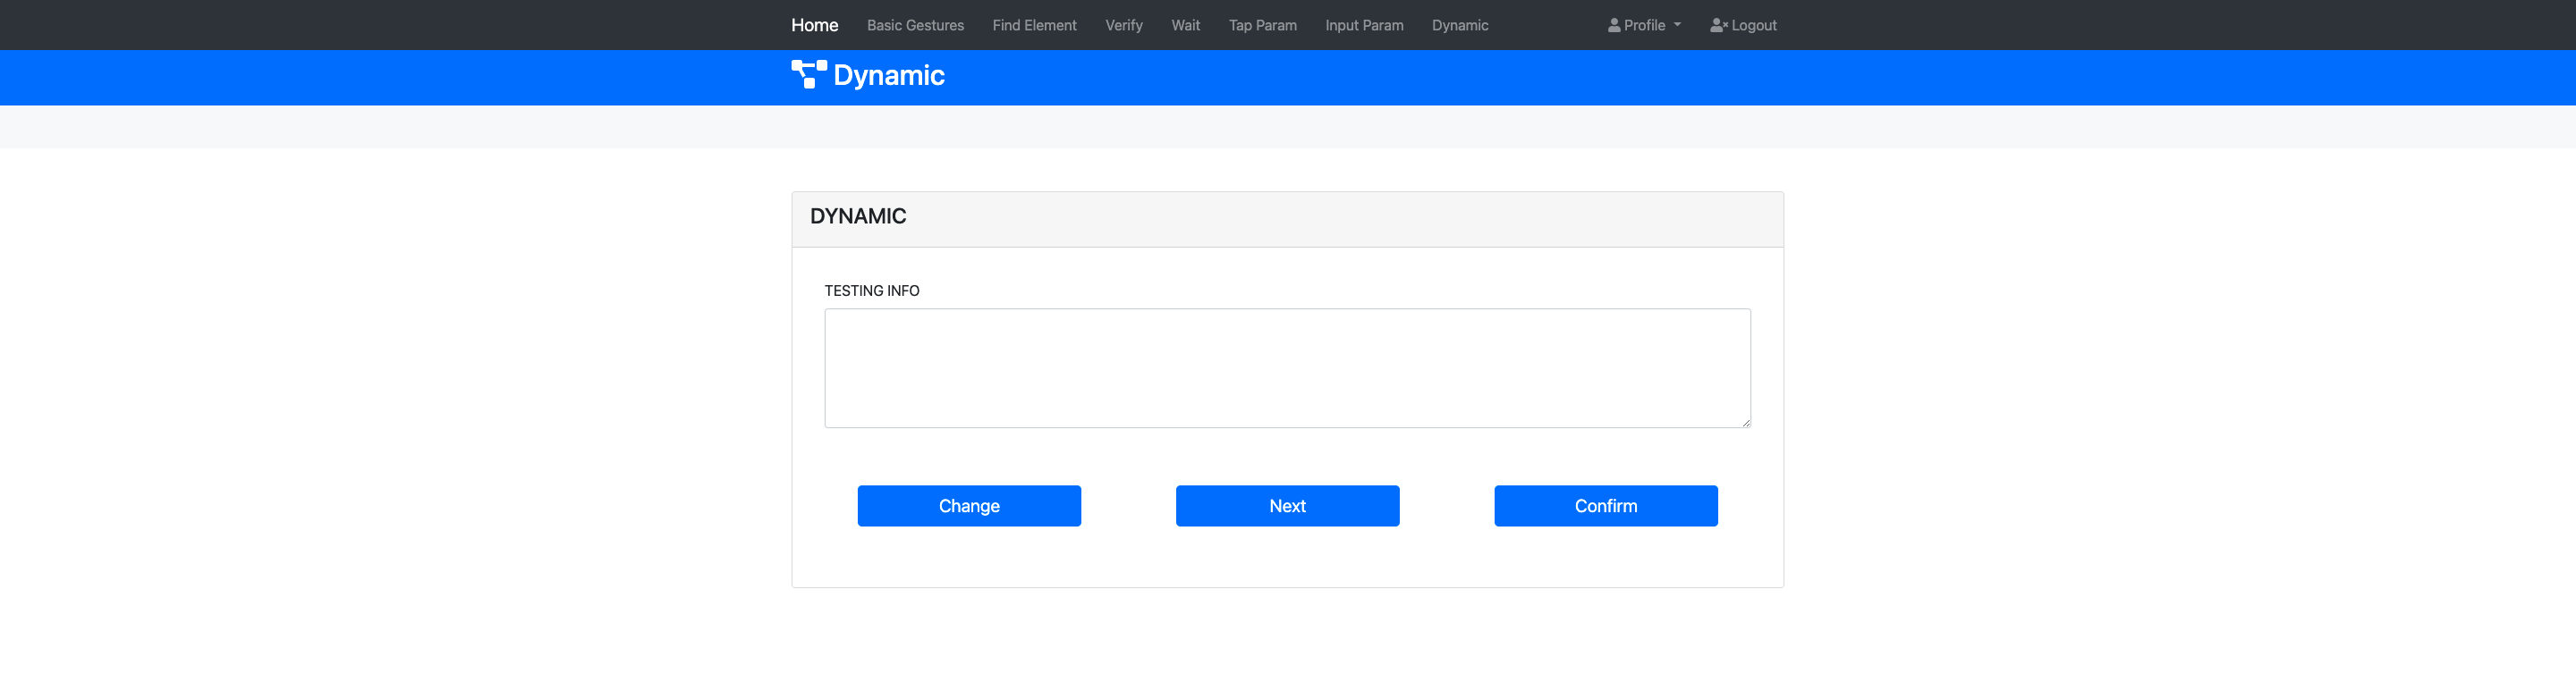 Home Basic Gestures Find Element Verify Wait Tap Param Input Param Dynamic Profile Logout
Dynamic
DYNAMIC
TESTING INFO
Change Next Confirm